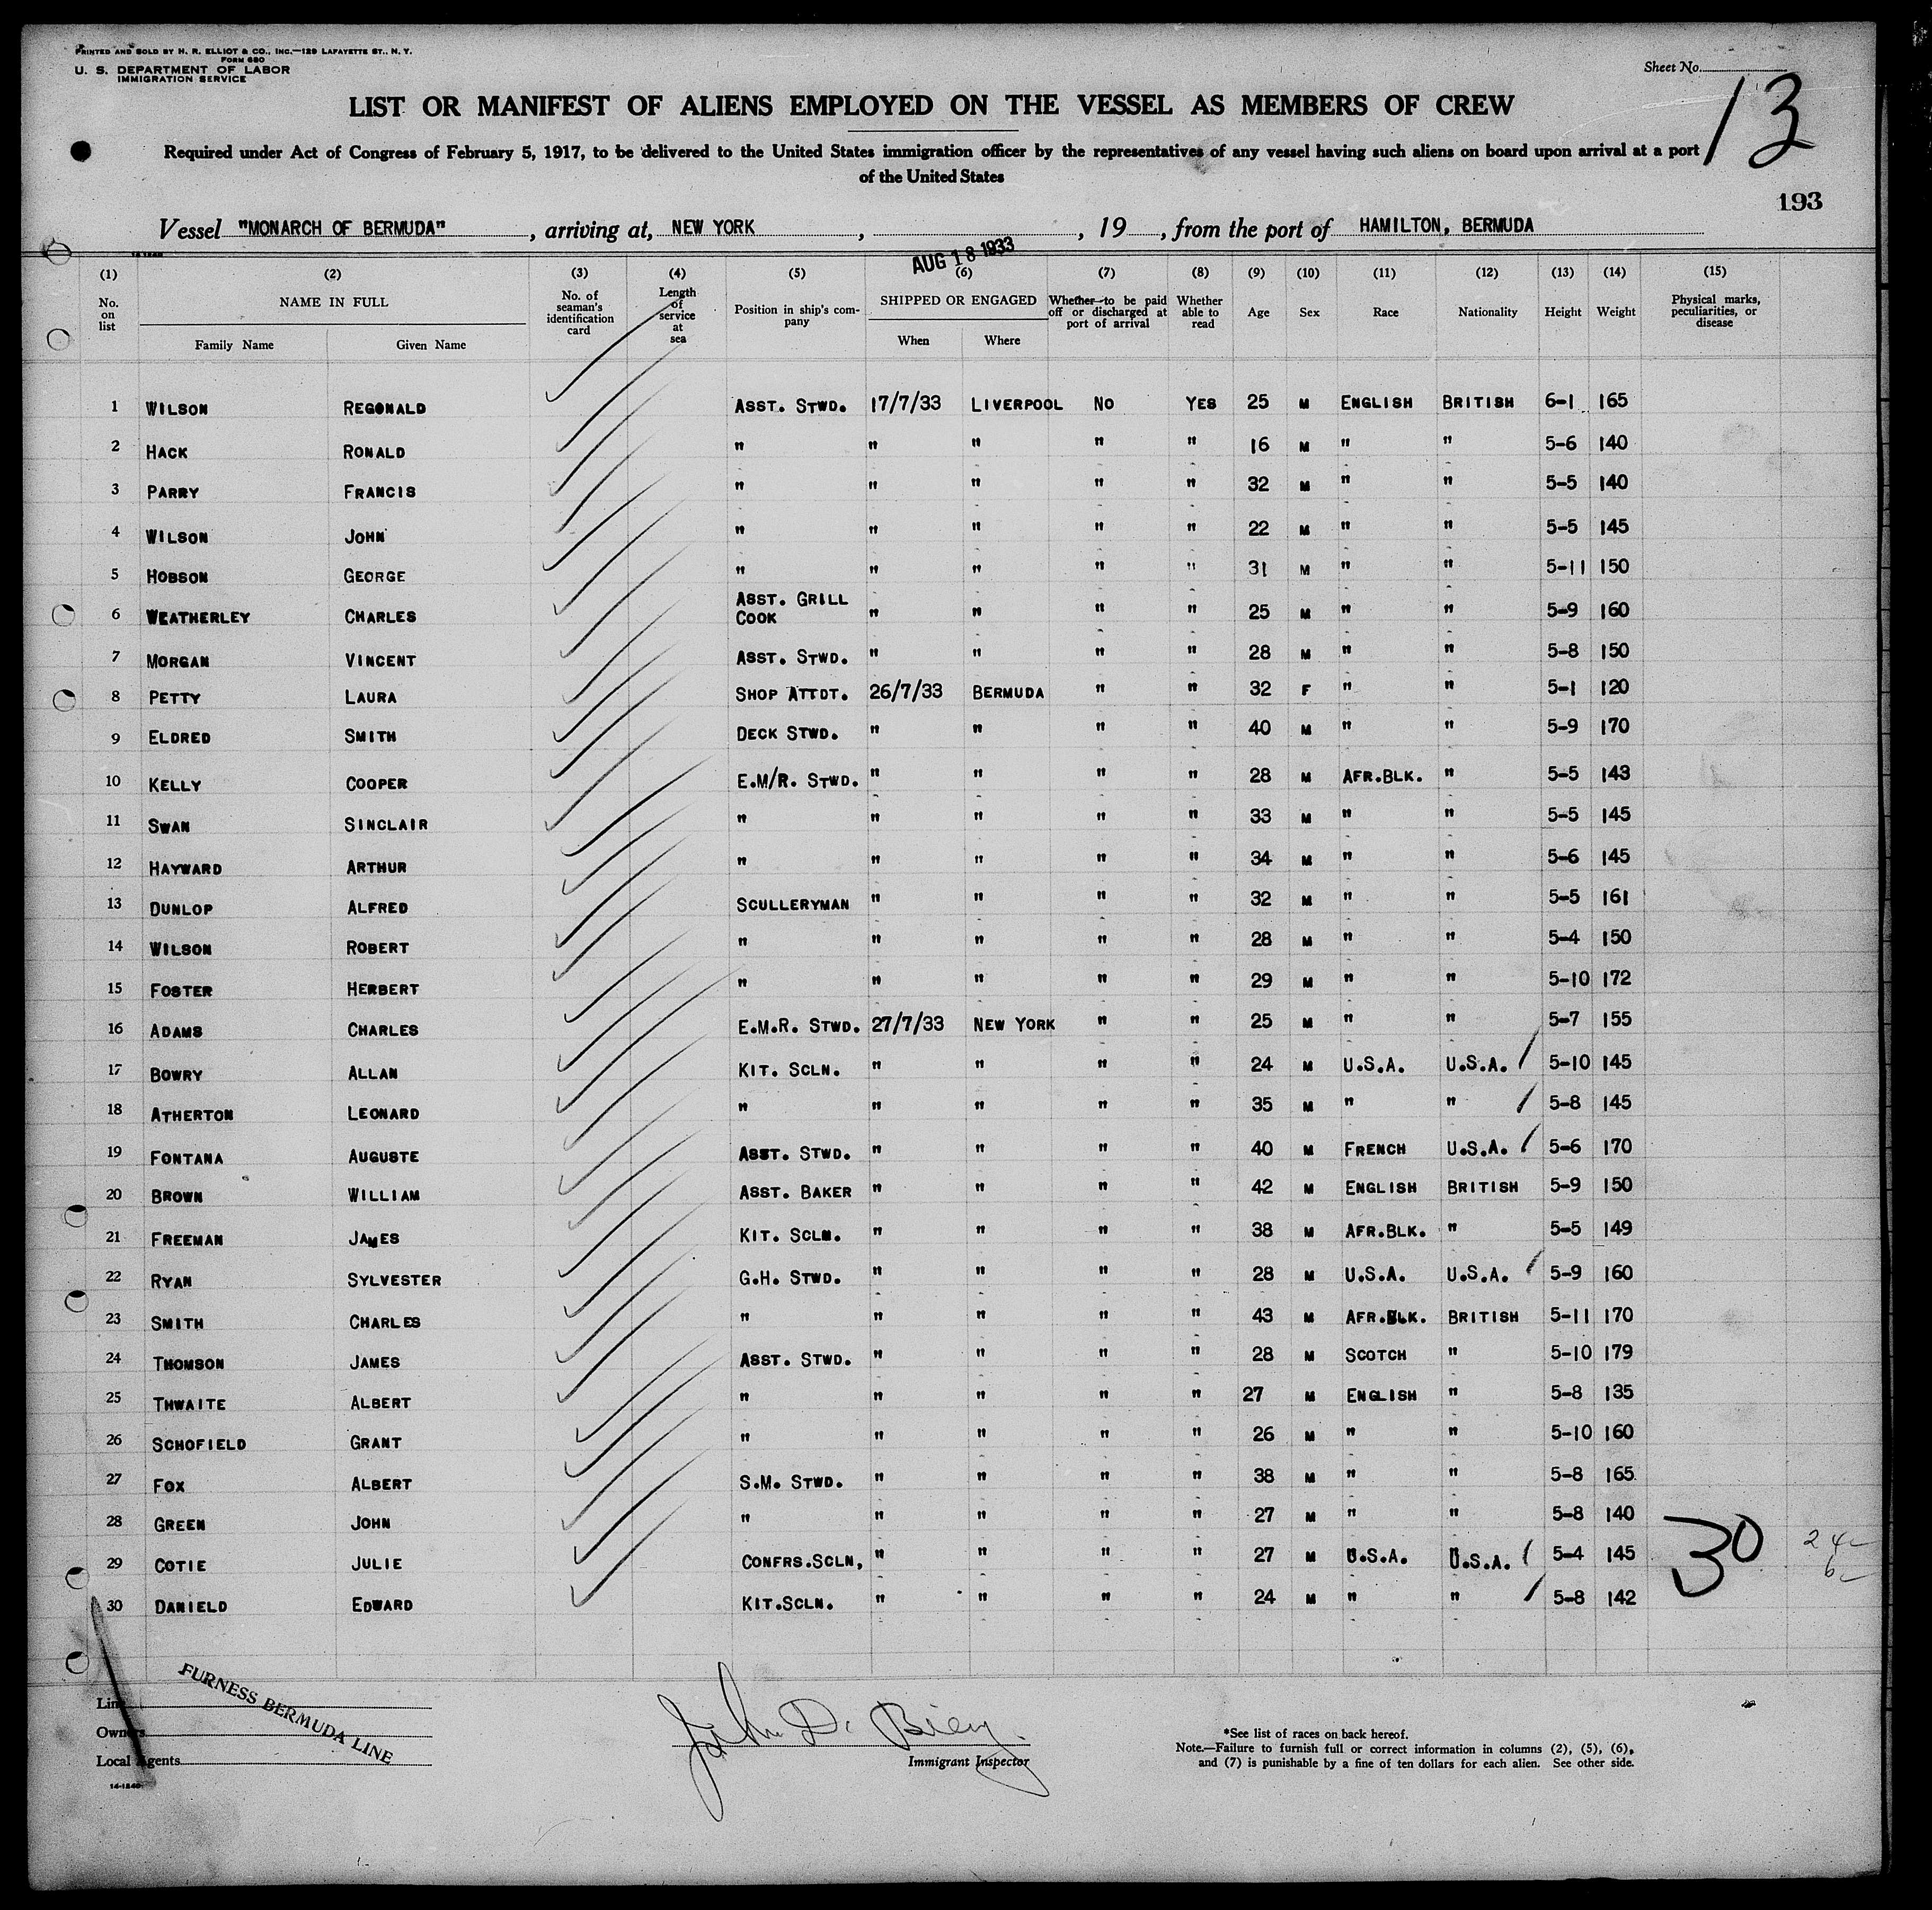 PRINTED AND SOLD BY H. R. ELLIOT & CO., INC.—129 LAFAYETTE ST., N. Y.
FORM 680
U. S. DEPARTMENT OF LABOR
IMMIGRATION SERVICE
Sheet No.
13
LIST OR MANIFEST OF ALIENS EMPLOYED ON THE VESSEL AS MEMBERS OF CREW
Required under Act of Congress of February 5, 1917, to be delivered to the United States immigration officer by the representatives of any vessel having such aliens on board upon arrival at a port
of the United States
193
Vessel "MONARCH OF BERMUDA", arriving at, NEW YORK, , 19 , from the port of HAMILTON, BERMUDA
AUG 18 1933
(1) (2) (3) (4) (5) (6) (7) (8) (9) (10) (11) (12) (13) (14) (15)
No. on list NAME IN FULL Family Name Given Name No. of seaman's identification card Length of service at sea Position in ship's company SHIPPED OR ENGAGED When Where Whether to be paid off or discharged at port of arrival Whether able to read Age Sex Race Nationality Height Weight Physical marks, peculiarities, or disease
1 WILSON REGONALD ASST. STWD. 17/7/33 LIVERPOOL NO YES 25 M ENGLISH BRITISH 6-1 165
2 HACK RONALD " " " " " 16 M " " 5-6 140
3 PARRY FRANCIS " " " " " 32 M " " 5-5 140
4 WILSON JOHN " " " " " 22 M " " 5-5 145
5 HOBSON GEORGE " " " " " 31 M " " 5-11 150
6 WEATHERLEY CHARLES ASST. GRILL COOK " " " " 25 M " " 5-9 160
7 MORGAN VINCENT ASST. STWD. " " " " 28 M " " 5-8 150
8 PETTY LAURA SHOP ATTDT. 26/7/33 BERMUDA " " 32 F " " 5-1 120
9 ELDRED SMITH DECK STWD. " " " " 40 M " " 5-9 170
10 KELLY COOPER E.M/R. STWD. " " " " 28 M AFR.BLK. " 5-5 143
11 SWAN SINCLAIR " " " " " 33 M " " 5-5 145
12 HAYWARD ARTHUR " " " " " 34 M " " 5-6 145
13 DUNLOP ALFRED SCULLERYMAN " " " " 32 M " " 5-5 161
14 WILSON ROBERT " " " " " 28 M " " 5-4 150
15 FOSTER HERBERT " " " " " 29 M " " 5-10 172
16 ADAMS CHARLES E.M.R. STWD. 27/7/33 NEW YORK " " 25 M " " 5-7 155
17 BOWRY ALLAN KIT. SCLN. " " " " 24 M U.S.A. U.S.A. 5-10 145
18 ATHERTON LEONARD " " " " " 35 M " " 5-8 145
19 FONTANA AUGUSTE ASST. STWD. " " " " 40 M FRENCH U.S.A. 5-6 170
20 BROWN WILLIAM ASST. BAKER " " " " 42 M ENGLISH BRITISH 5-9 150
21 FREEMAN JAMES KIT. SCLN. " " " " 38 M AFR.BLK. " 5-5 149
22 RYAN SYLVESTER G.H. STWD. " " " " 28 M U.S.A. U.S.A. 5-9 160
23 SMITH CHARLES " " " " " 43 M AFR.BLK. BRITISH 5-11 170
24 THOMSON JAMES ASST. STWD. " " " " 28 M SCOTCH " 5-10 179
25 THWAITE ALBERT " " " " " 27 M ENGLISH " 5-8 135
26 SCHOFIELD GRANT " " " " " 26 M " " 5-10 160
27 FOX ALBERT S.M. STWD. " " " " 38 M " " 5-8 165
28 GREEN JOHN " " " " " 27 M " " 5-8 140
29 COTIE JULIE CONFRS.SCLN, " " " " 27 M U.S.A. U.S.A. 5-4 145
30 DANIELD EDWARD KIT.SCLN. " " " " 24 M " " 5-8 142
30
24
6
Line
Owners
Local Agents
FURNESS BERMUDA LINE
14-1240
John D.
Immigrant Inspector
*See list of races on back hereof.
Note.—Failure to furnish full or correct information in columns (2), (5), (6),
and (7) is punishable by a fine of ten dollars for each alien. See other side.